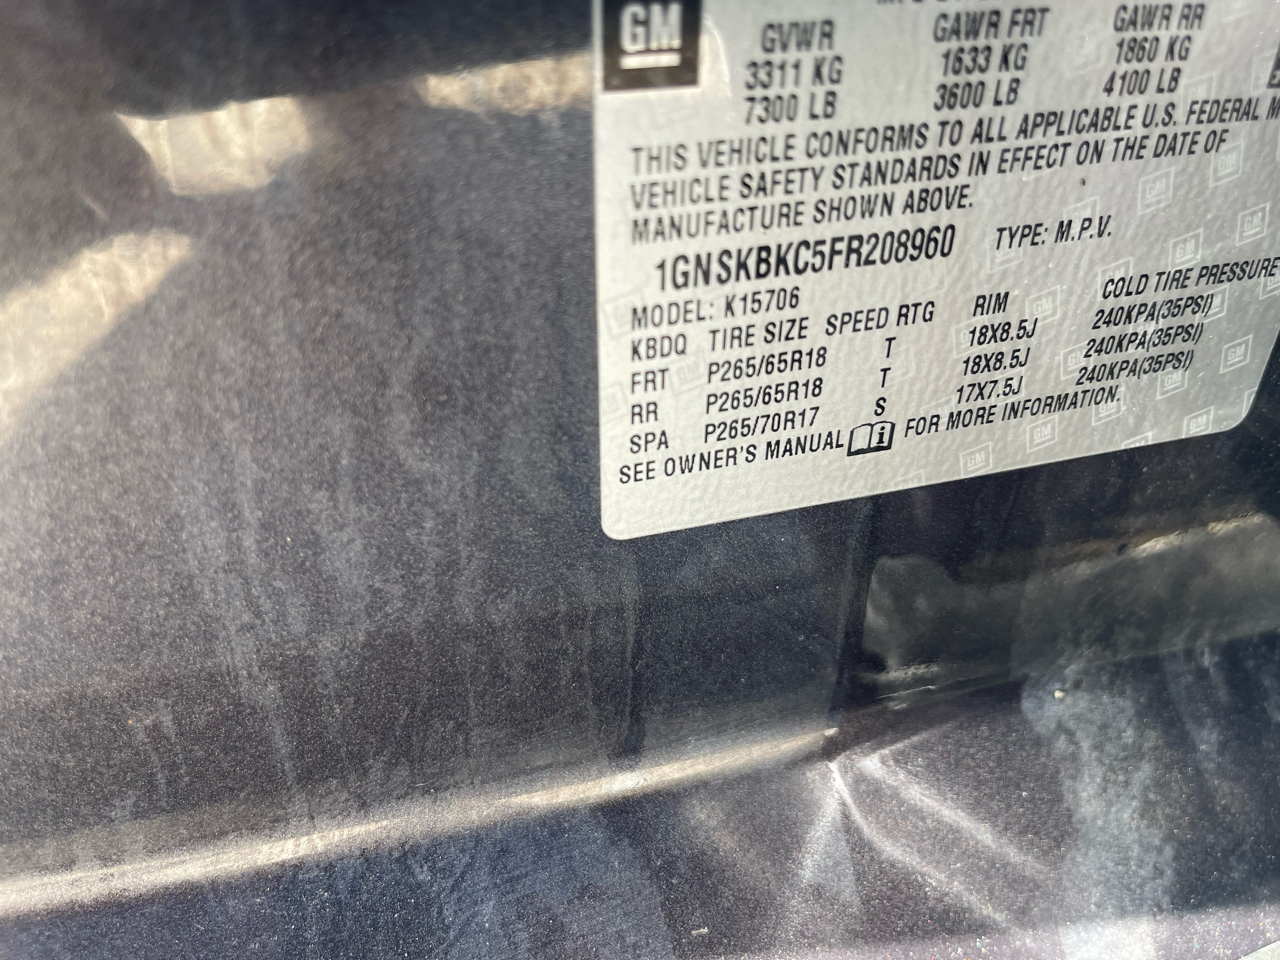 GM
GVWR GAWR FRT GAWR RR
3311 KG 1633 KG 1860 KG
7300 LB 3600 LB 4100 LB
THIS VEHICLE CONFORMS TO ALL APPLICABLE U.S. FEDERAL M
VEHICLE SAFETY STANDARDS IN EFFECT ON THE DATE OF
MANUFACTURE SHOWN ABOVE.
1GNSKBKC5FR208960 TYPE: M.P.V.
MODEL: K15706
KBDQ TIRE SIZE SPEED RTG RIM COLD TIRE PRESSURE
FRT P265/65R18 T 18X8.5J 240KPA(35PSI)
RR P265/65R18 T 18X8.5J 240KPA(35PSI)
SPA P265/70R17 S 17X7.5J 240KPA(35PSI)
SEE OWNER'S MANUAL FOR MORE INFORMATION.